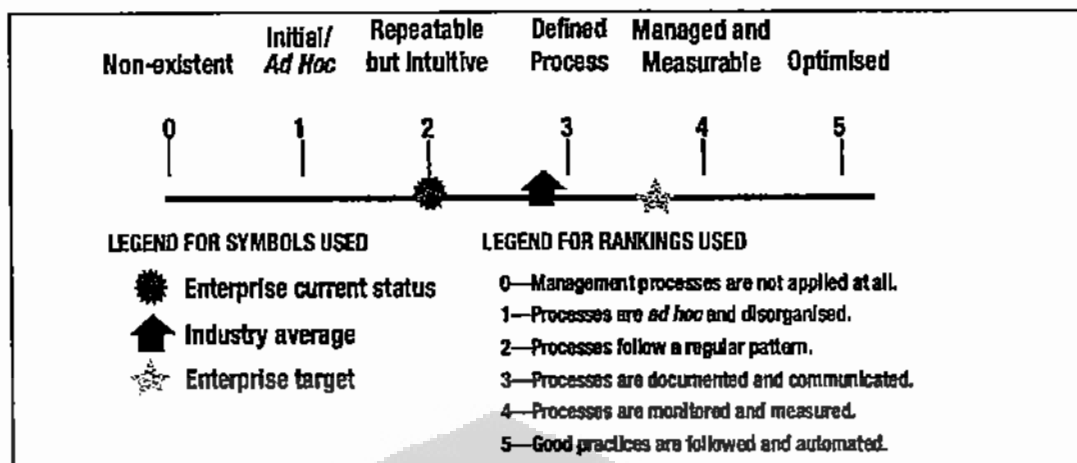 Non-existent
Initial/
Ad Hoc
Repeatable
but Intuitive
Defined
Process
Managed and
Measurable
Optimised
0 1 2 3 4 5
LEGEND FOR SYMBOLS USED
Enterprise current status
Industry average
Enterprise target
LEGEND FOR RANKINGS USED
0—Management processes are not applied at all.
1—Processes are ad hoc and disorganised.
2—Processes follow a regular pattern.
3—Processes are documented and communicated.
4—Processes are monitored and measured.
5—Good practices are followed and automated.